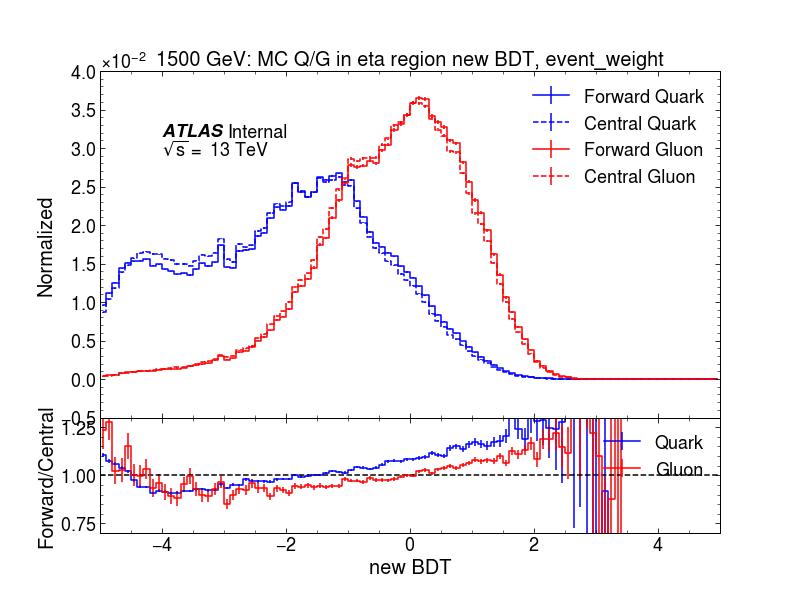 ×10⁻² 1500 GeV: MC Q/G in eta region new BDT, event_weight
4.0
3.5
3.0
2.5
2.0
1.5
1.0
0.5
0.0
0.5
Normalized
ATLAS Internal
√s = 13 TeV
Forward Quark
Central Quark
Forward Gluon
Central Gluon
1.25
1.00
0.75
Forward/Central
Quark
Gluon
−4 −2 0 2 4
new BDT